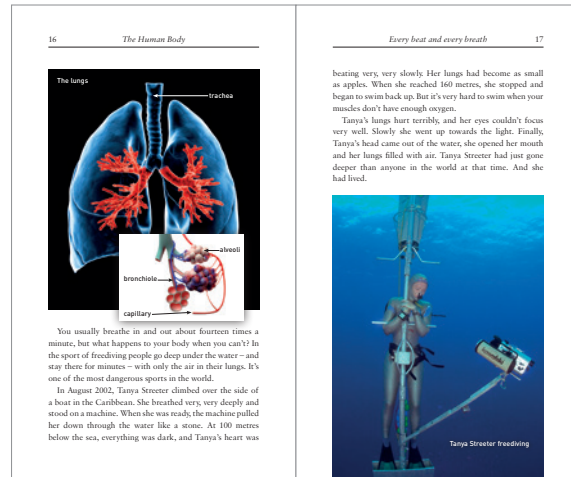 16
The Human Body
The lungs
trachea
alveoli
bronchiole
capillary
You usually breathe in and out about fourteen times a
minute, but what happens to your body when you can't? In
the sport of freediving people go deep under the water – and
stay there for minutes – with only the air in their lungs. It's
one of the most dangerous sports in the world.
In August 2002, Tanya Streeter climbed over the side of
a boat in the Caribbean. She breathed very, very deeply and
stood on a machine. When she was ready, the machine pulled
her down through the water like a stone. At 100 metres
below the sea, everything was dark, and Tanya's heart was
Every beat and every breath
17
beating very, very slowly. Her lungs had become as small
as apples. When she reached 160 metres, she stopped and
began to swim back up. But it's very hard to swim when your
muscles don't have enough oxygen.
Tanya's lungs hurt terribly, and her eyes couldn't focus
very well. Slowly she went up towards the light. Finally,
Tanya's head came out of the water, she opened her mouth
and her lungs filled with air. Tanya Streeter had just gone
deeper than anyone in the world at that time. And she
had lived.
Tanya Streeter freediving